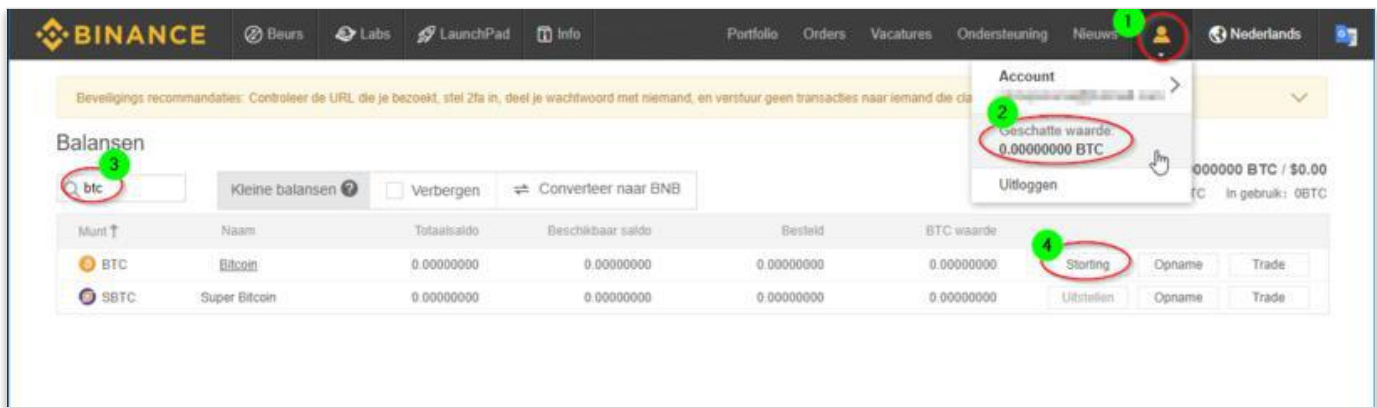 BINANCE Beurs Labs LaunchPad Info Portfolio Orders Vacatures Ondersteuning Nieuws 1 Nederlands
Beveiligings recommandaties: Controleer de URL die je bezoekt, stel 2fa in, deel je wachtwoord met niemand, en verstuur geen transacties naar iemand die cla
Account
2
Geschatte waarde:
0.00000000 BTC
Uitloggen
Balansen
000000 BTC / $0.00
TC In gebruik: 0BTC
3
btc Kleine balansen ? Verbergen Converteer naar BNB
Munt Naam Totaalsaldo Beschikbaar saldo Besteld BTC waarde
4
BTC Bitcoin 0.00000000 0.00000000 0.00000000 0.00000000 Storting Opname Trade
SBTC Super Bitcoin 0.00000000 0.00000000 0.00000000 0.00000000 Uitstellen Opname Trade